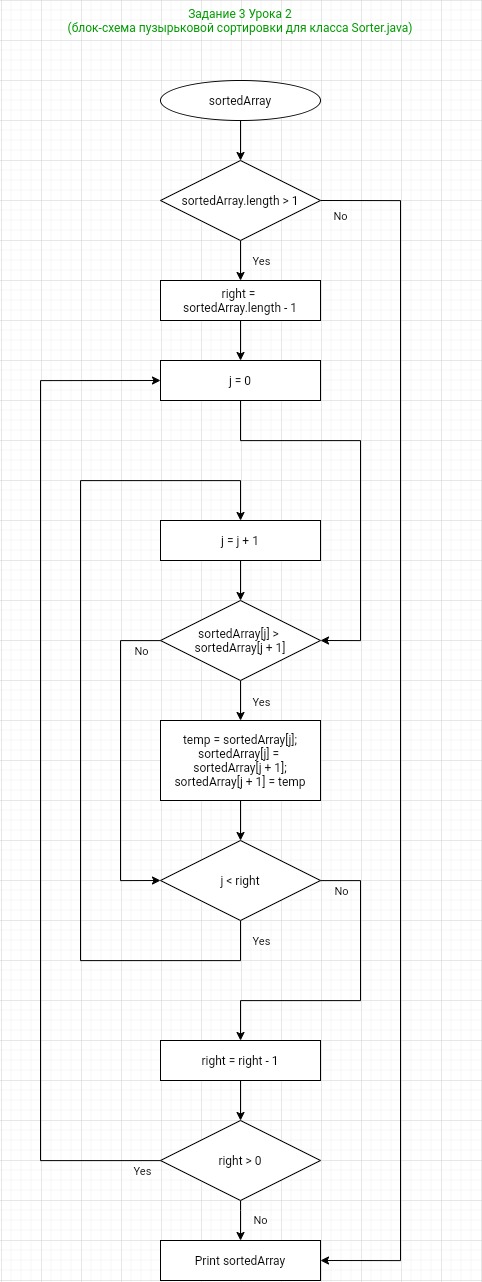 Задание 3 Урока 2
(блок-схема пузырьковой сортировки для класса Sorter.java)
sortedArray
sortedArray.length > 1
No
Yes
right =
sortedArray.length - 1
j = 0
j = j + 1
sortedArray[j] >
sortedArray[j + 1]
No
Yes
temp = sortedArray[j];
sortedArray[j] =
sortedArray[j + 1];
sortedArray[j + 1] = temp
j < right
No
Yes
right = right - 1
right > 0
Yes
No
Print sortedArray